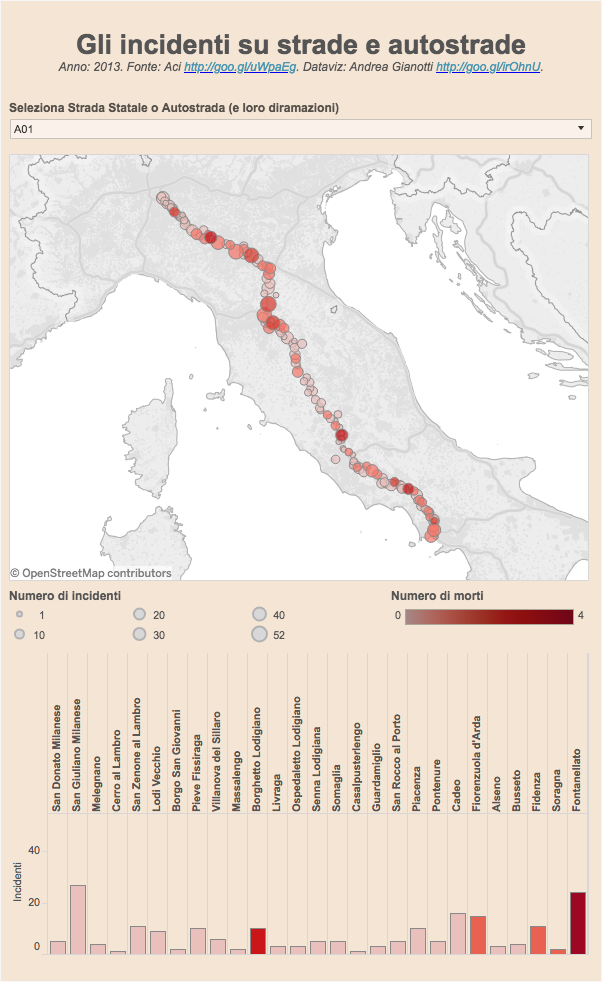 Gli incidenti su strade e autostrade
Anno: 2013. Fonte: Aci http://goo.gl/uWpaEg. Dataviz: Andrea Gianotti http://goo.gl/irOhnU.
Seleziona Strada Statale o Autostrada (e loro diramazioni)
A01
© OpenStreetMap contributors
Numero di incidenti
1
20
40
10
30
52
Numero di morti
0
4
San Donato Milanese
San Giuliano Milanese
Melegnano
Cerro al Lambro
San Zenone al Lambro
Lodi Vecchio
Borgo San Giovanni
Pieve Fissiraga
Villanova del Sillaro
Massalengo
Borghetto Lodigiano
Livraga
Ospedaletto Lodigiano
Senna Lodigiana
Somaglia
Casalpusterlengo
Guardamiglio
San Rocco al Porto
Piacenza
Pontenure
Cadeo
Fiorenzuola d'Arda
Alseno
Busseto
Fidenza
Soragna
Fontanellato
Incidenti
40
20
0